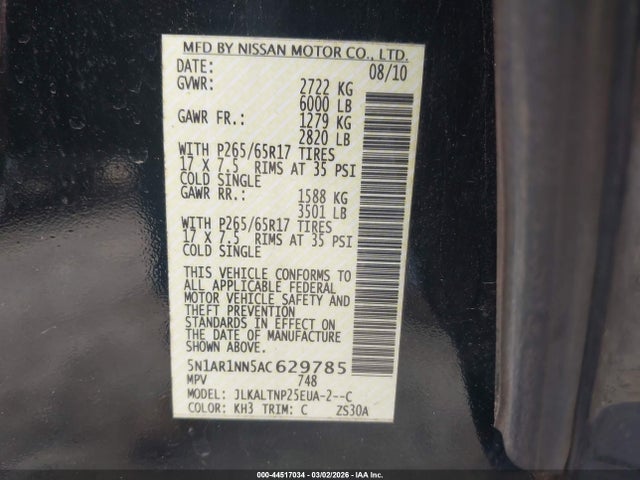 MFD BY NISSAN MOTOR CO., LTD.
DATE: 08/10
GVWR: 2722 KG
6000 LB
GAWR FR.: 1279 KG
2820 LB
WITH P265/65R17 TIRES
17 X 7.5 RIMS AT 35 PSI
COLD SINGLE
GAWR RR.: 1588 KG
3501 LB
WITH P265/65R17 TIRES
17 X 7.5 RIMS AT 35 PSI
COLD SINGLE
THIS VEHICLE CONFORMS TO
ALL APPLICABLE FEDERAL
MOTOR VEHICLE SAFETY AND
THEFT PREVENTION
STANDARDS IN EFFECT ON
THE DATE OF MANUFACTURE
SHOWN ABOVE.
5N1AR1NN5AC629785
MPV 748
MODEL: JLKALTNP25EUA-2--C
COLOR: KH3 TRIM: C ZS30A
000-44517034 - 03/02/2026 - IAAI.COM